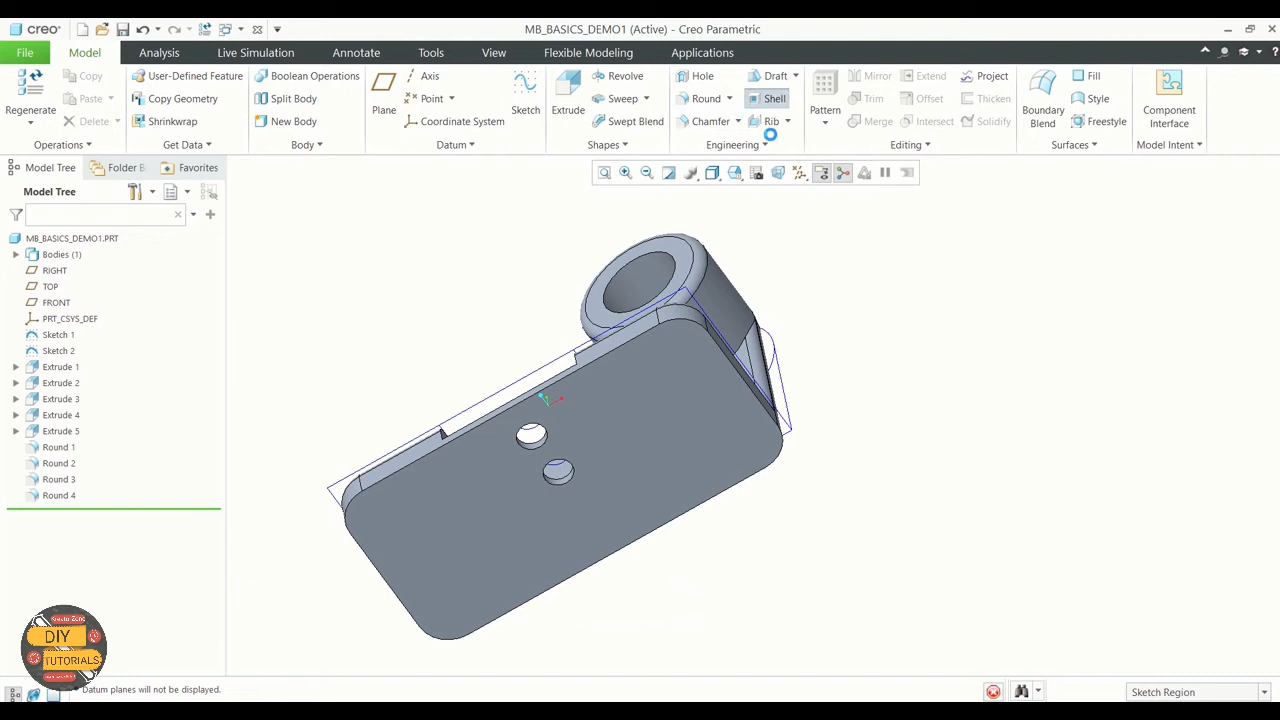 creo
MB_BASICS_DEMO1 (Active) - Creo Parametric
File Model Analysis Live Simulation Annotate Tools View Flexible Modeling Applications
Regenerate
Copy
Paste
Delete
Operations
User-Defined Feature
Copy Geometry
Shrinkwrap
Get Data
Boolean Operations
Split Body
New Body
Body
Plane
Axis
Point
Coordinate System
Sketch
Datum
Extrude
Revolve
Sweep
Swept Blend
Shapes
Hole
Round
Chamfer
Draft
Shell
Rib
Engineering
Pattern
Mirror
Trim
Merge
Extend
Offset
Intersect
Project
Thicken
Solidify
Editing
Boundary
Blend
Fill
Style
Freestyle
Surfaces
Component
Interface
Model Intent
Model Tree Folder B Favorites
Model Tree
MB_BASICS_DEMO1.PRT
Bodies (1)
RIGHT
TOP
FRONT
PRT_CSYS_DEF
Sketch 1
Sketch 2
Extrude 1
Extrude 2
Extrude 3
Extrude 4
Extrude 5
Round 1
Round 2
Round 3
Round 4
DIY
TUTORIALS
Datum planes will not be displayed.
Sketch Region